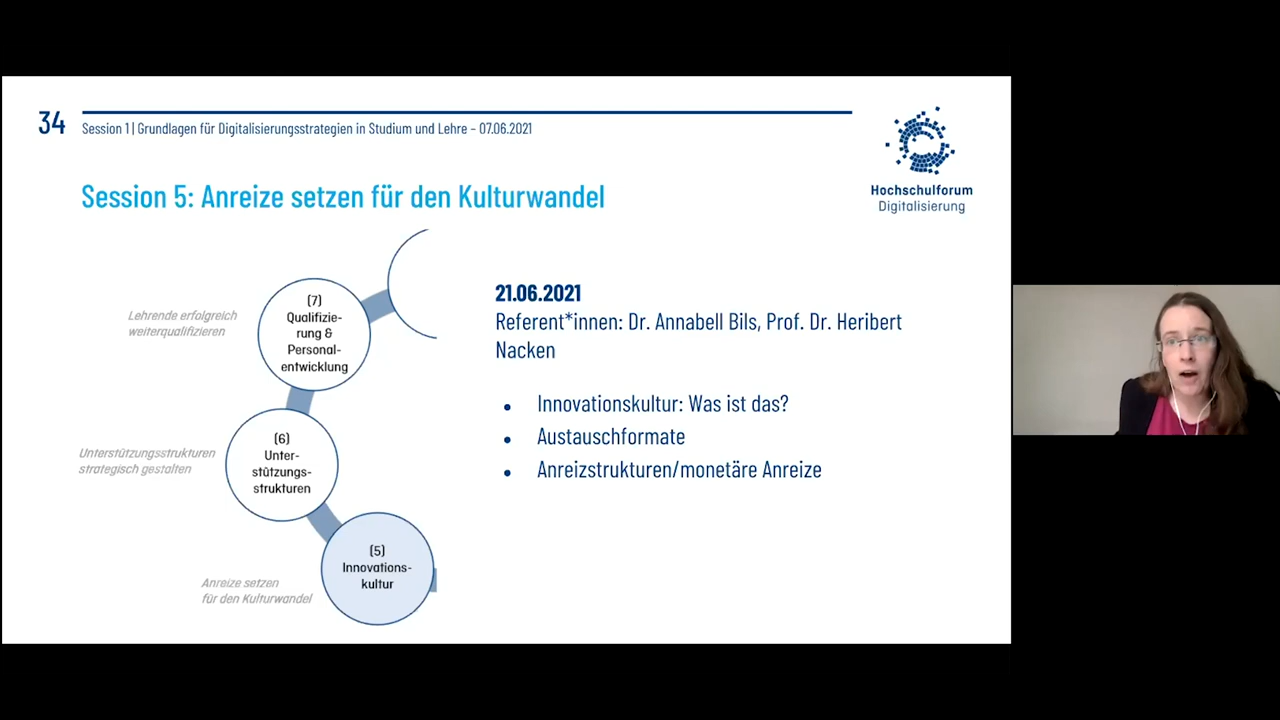 34
Session 1 | Grundlagen für Digitalisierungsstrategien in Studium und Lehre – 07.06.2021
Hochschulforum
Digitalisierung
Session 5: Anreize setzen für den Kulturwandel
Lehrende erfolgreich
weiterqualifizieren
(7)
Qualifizie-
rung &
Personal-
entwicklung
Unterstützungsstrukturen
strategisch gestalten
(6)
Unter-
stützungs-
strukturen
Anreize setzen
für den Kulturwandel
(5)
Innovations-
kultur
21.06.2021
Referent*innen: Dr. Annabell Bils, Prof. Dr. Heribert
Nacken
• Innovationskultur: Was ist das?
• Austauschformate
• Anreizstrukturen/monetäre Anreize